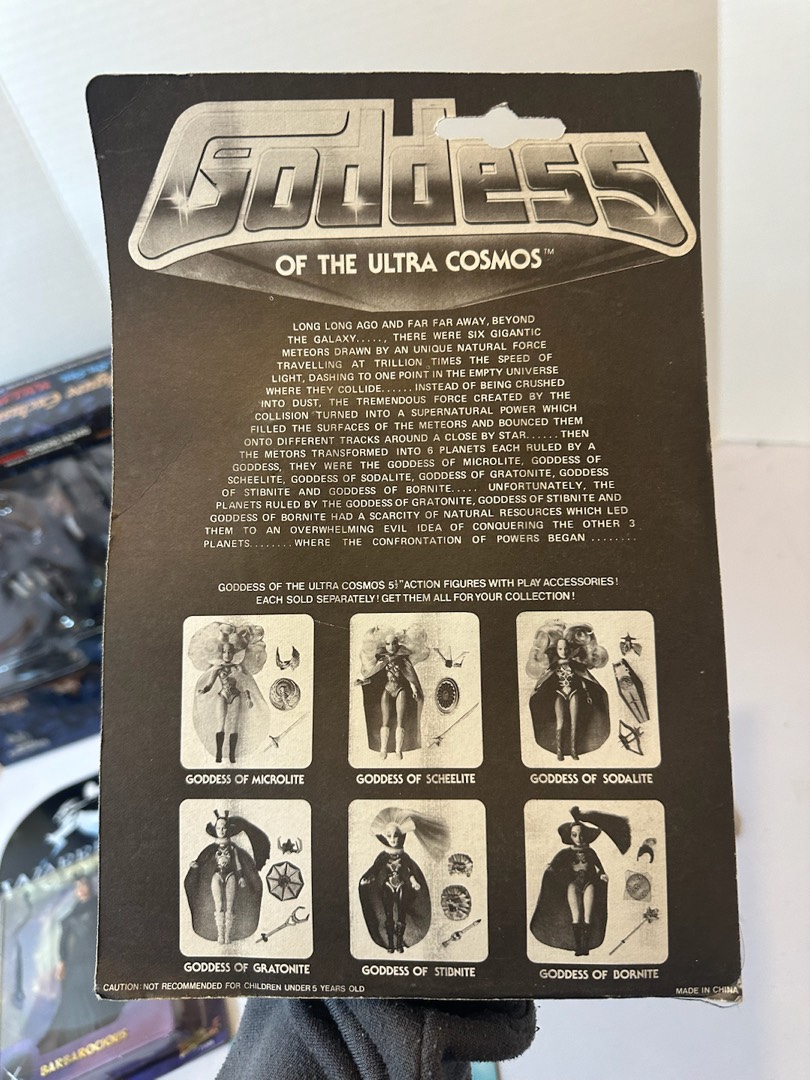 Goddess
OF THE ULTRA COSMOS™
LONG LONG AGO AND FAR FAR AWAY, BEYOND
THE GALAXY....., THERE WERE SIX GIGANTIC
METEORS DRAWN BY AN UNIQUE NATURAL FORCE
TRAVELLING AT TRILLION TIMES THE SPEED OF
LIGHT, DASHING TO ONE POINT IN THE EMPTY UNIVERSE
WHERE THEY COLLIDE...... INSTEAD OF BEING CRUSHED
INTO DUST, THE TREMENDOUS FORCE CREATED BY THE
COLLISION TURNED INTO A SUPERNATURAL POWER WHICH
FILLED THE SURFACES OF THE METEORS AND BOUNCED THEM
ONTO DIFFERENT TRACKS AROUND A CLOSE BY STAR...... THEN
THE METORS TRANSFORMED INTO 6 PLANETS EACH RULED BY A
GODDESS, THEY WERE THE GODDESS OF MICROLITE, GODDESS OF
SCHEELITE, GODDESS OF SODALITE, GODDESS OF GRATONITE, GODDESS
OF STIBNITE AND GODDESS OF BORNITE..... UNFORTUNATELY, THE
PLANETS RULED BY THE GODDESS OF GRATONITE, GODDESS OF STIBNITE AND
GODDESS OF BORNITE HAD A SCARCITY OF NATURAL RESOURCES WHICH LED
THEM TO AN OVERWHELMING EVIL IDEA OF CONQUERING THE OTHER 3
PLANETS........WHERE THE CONFRONTATION OF POWERS BEGAN ........
GODDESS OF THE ULTRA COSMOS 5½" ACTION FIGURES WITH PLAY ACCESSORIES!
EACH SOLD SEPARATELY! GET THEM ALL FOR YOUR COLLECTION!
GODDESS OF MICROLITE
GODDESS OF SCHEELITE
GODDESS OF SODALITE
GODDESS OF GRATONITE
GODDESS OF STIBNITE
GODDESS OF BORNITE
CAUTION: NOT RECOMMENDED FOR CHILDREN UNDER 5 YEARS OLD
MADE IN CHINA
BARBAROCIOUS